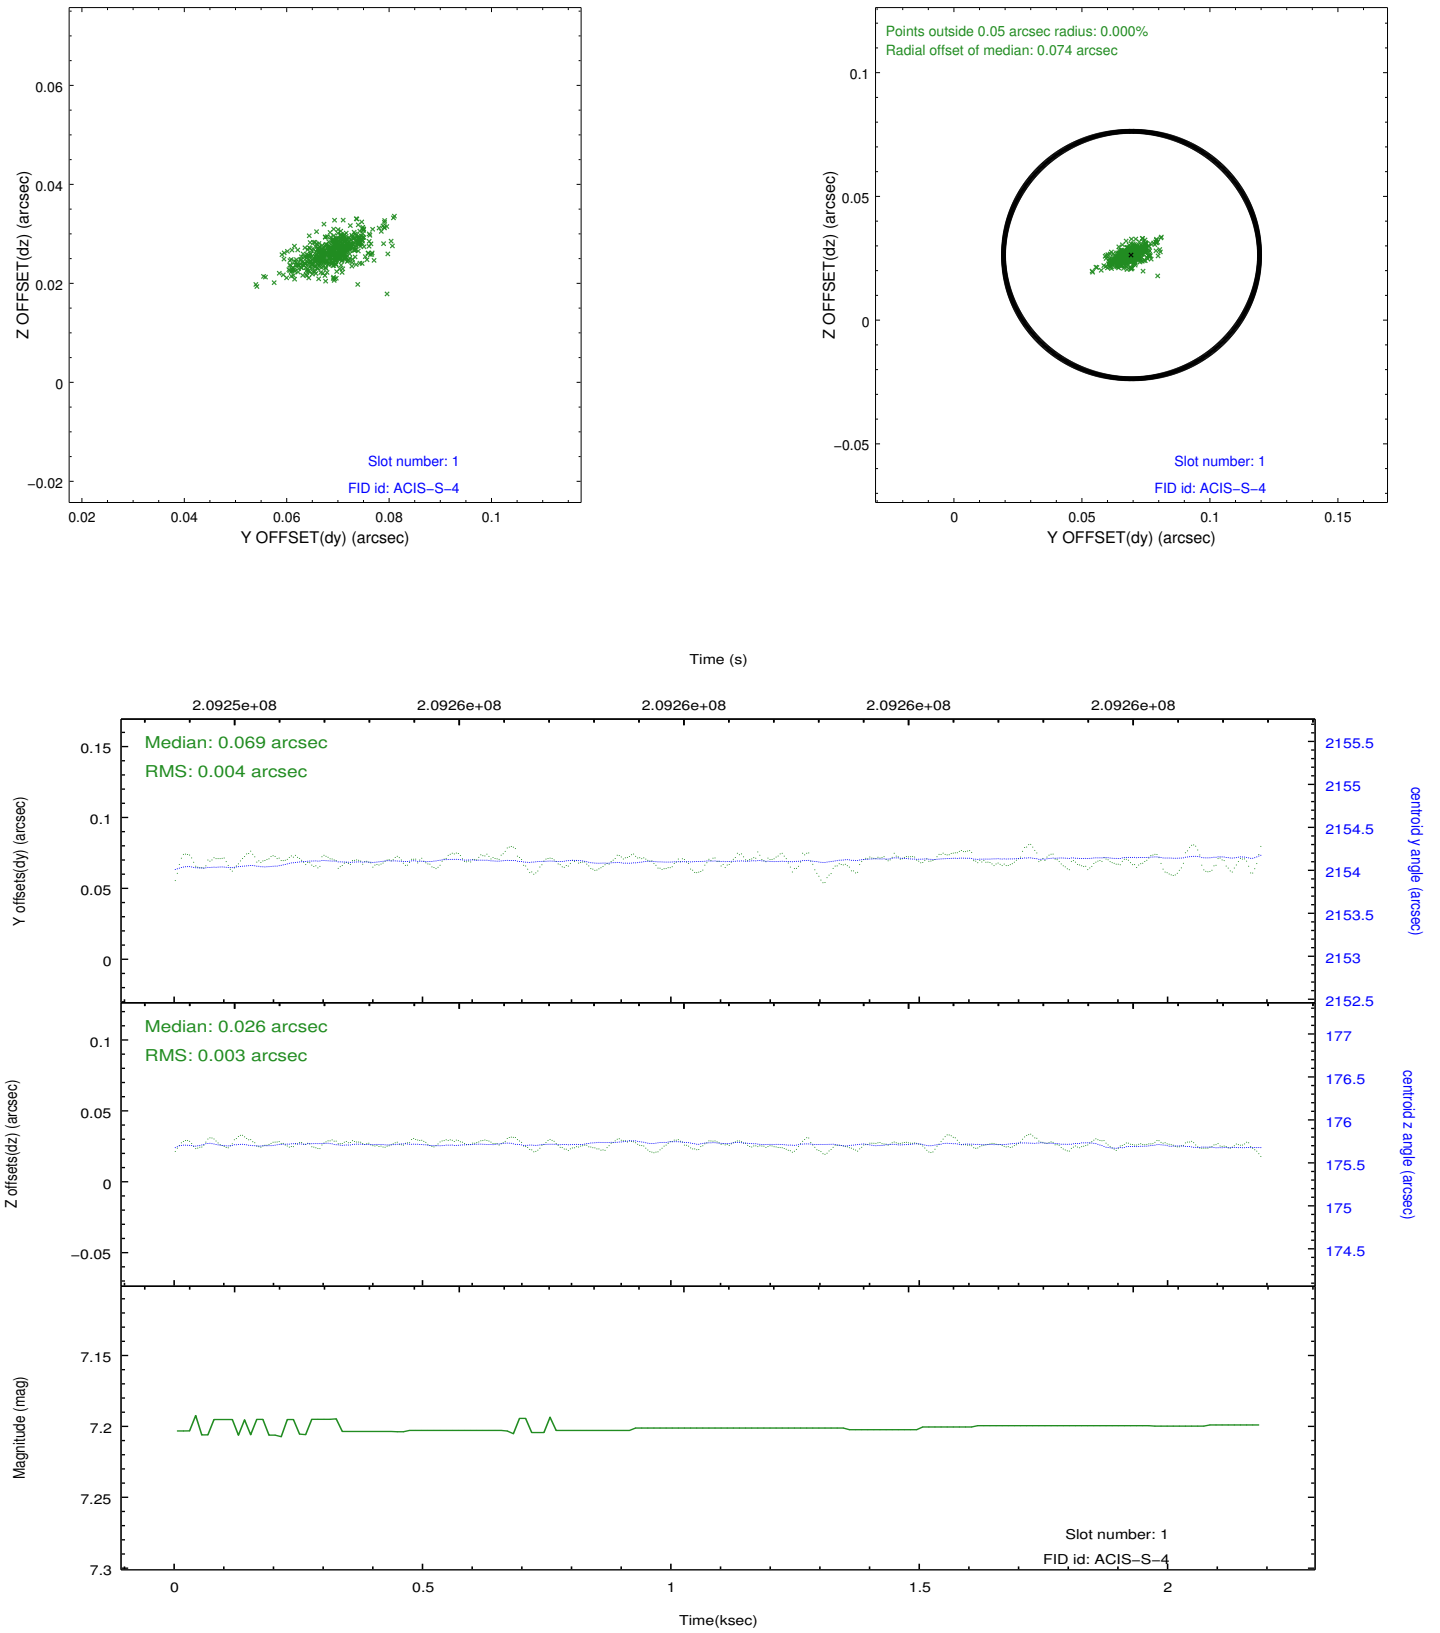 0.06
0.04
0.02
0
−0.02
Z OFFSET(dz) (arcsec)
Slot number: 1
FID id: ACIS−S−4
0.02 0.04 0.06 0.08 0.1
Y OFFSET(dy) (arcsec)
Points outside 0.05 arcsec radius: 0.000%
Radial offset of median: 0.074 arcsec
0.1
0.05
0
−0.05
Z OFFSET(dz) (arcsec)
Slot number: 1
FID id: ACIS−S−4
0 0.05 0.1 0.15
Y OFFSET(dy) (arcsec)
Time (s)
2.0925e+08 2.0926e+08 2.0926e+08 2.0926e+08 2.0926e+08
Median: 0.069 arcsec
RMS: 0.004 arcsec
0.15
0.1
0.05
0
Y offsets(dy) (arcsec)
2155.5
2155
2154.5
2154
2153.5
2153
2152.5
centroid y angle (arcsec)
Median: 0.026 arcsec
RMS: 0.003 arcsec
0.1
0.05
0
−0.05
Z offsets(dz) (arcsec)
177
176.5
176
175.5
175
174.5
centroid z angle (arcsec)
7.15
7.2
7.25
7.3
Magnitude (mag)
Slot number: 1
FID id: ACIS−S−4
0 0.5 1 1.5 2
Time(ksec)